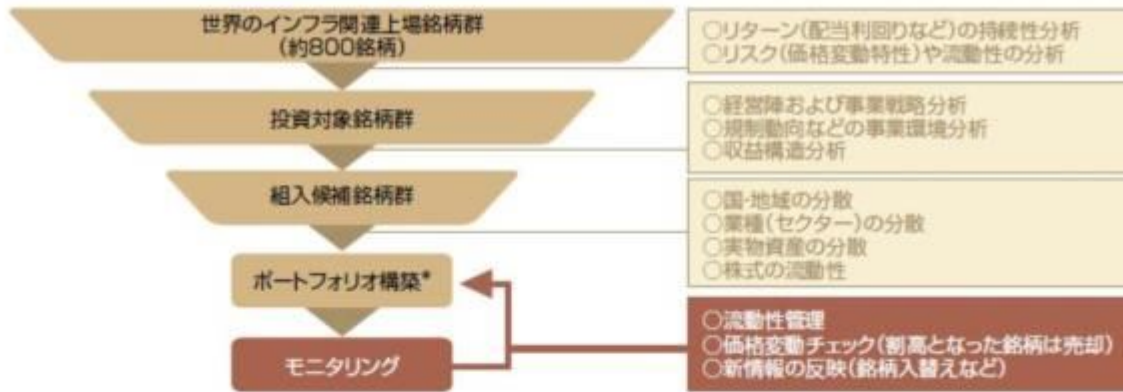 世界のインフラ関連上場銘柄群
(約800銘柄)
○リターン(配当利回りなど)の持続性分析
○リスク(価格変動特性)や流動性の分析
投資対象銘柄群
○経営陣および事業戦略分析
○規制動向などの事業環境分析
○収益構造分析
組入候補銘柄群
○国・地域の分散
○業種(セクター)の分散
○実物資産の分散
○株式の流動性
ポートフォリオ構築*
モニタリング
○流動性管理
○価格変動チェック(割高となった銘柄は売却)
○新情報の反映(銘柄入替えなど)